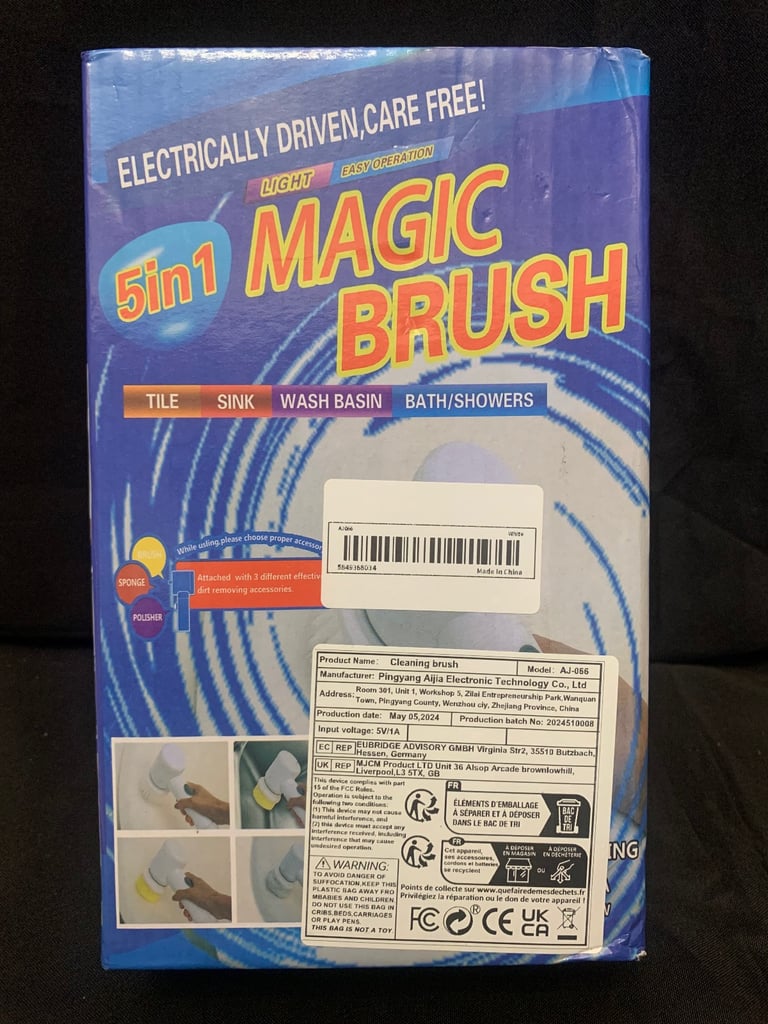 ELECTRICALLY DRIVEN,CARE FREE!
LIGHT EASY OPERATION
5in1 MAGIC
BRUSH
TILE SINK WASH BASIN BATH/SHOWERS
AJ066 White
5849368034
Made In China
While usling,please choose proper accessor
BRUSH
SPONGE
POLISHER
Attached with 3 different effectiv
dirt removing accessories.
Product Name: Cleaning brush Model: AJ-066
Manufacturer: Pingyang Aijia Electronic Technology Co., Ltd
Address: Room 301, Unit 1, Workshop 5, Zilai Entrepreneurship Park,Wanquan
Town, Pingyang County, Wenzhou ciy, Zhejiang Province, China
Production date: May 05,2024 Production batch No: 2024510008
Input voltage: 5V/1A
EC REP EUBRIDGE ADVISORY GMBH Virginia Str2, 35510 Butzbach,
Hessen, Germany
UK REP MJCM Product LTD Unit 36 Alsop Arcade brownlowhill,
Liverpool,L3 5TX, GB
This device complies with part
15 of the FCC Rules.
Operation is subject to the
following two conditions:
(1) This device may not cause
harmful interference, and
(2) this device must accept any
interference received, including
interference that may cause
undesired operation.
FR
ÉLÉMENTS D'EMBALLAGE
À SÉPARER ET À DÉPOSER
DANS LE BAC DE TRI
BAC
DE
TRI
FR
Cet appareil,
ses accessoires,
cordons et batteries
se recyclent
À DÉPOSER
EN MAGASIN
OU
À DÉPOSER
EN DÉCHÈTERIE
Points de collecte sur www.quefairedemesdechets.fr
Privilégiez la réparation ou le don de votre appareil !
WARNING:
TO AVOID DANGER OF
SUFFOCATION,KEEP THIS
PLASTIC BAG AWAY FRO
MBABIES AND CHILDREN.
DO NOT USE THIS BAG IN
CRIBS,BEDS,CARRIAGES
OR PLAY PENS.
THIS BAG IS NOT A TOY.
FC ® CE UK
CA
ING